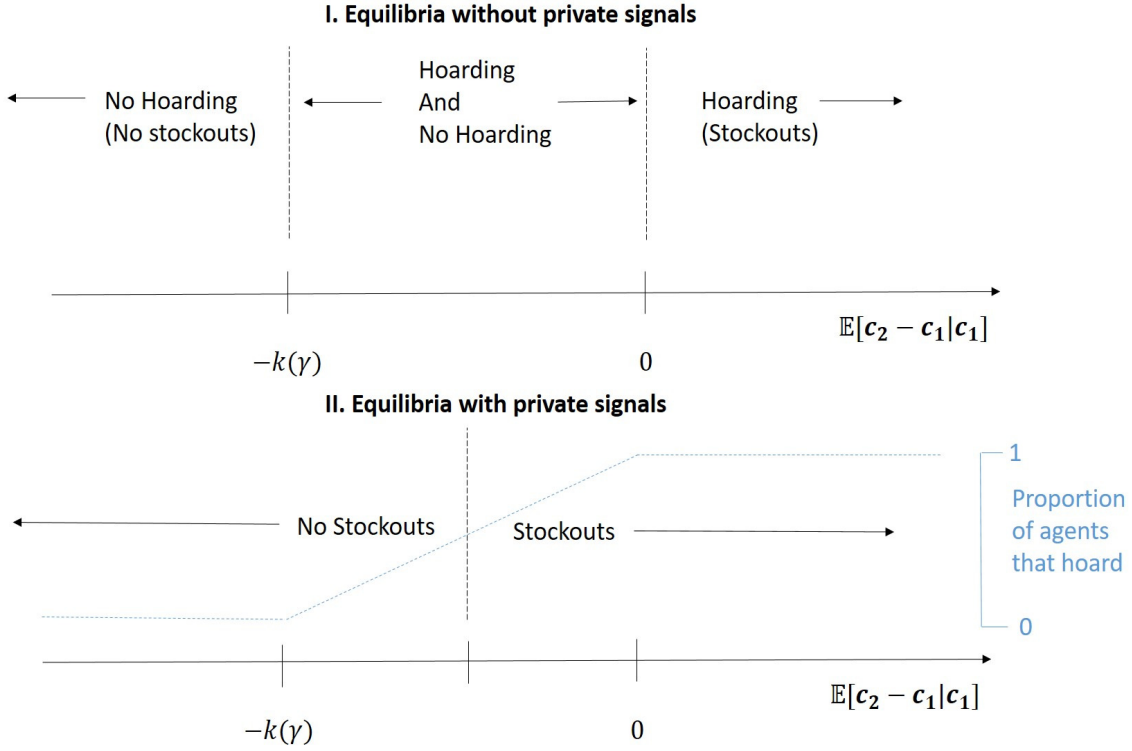 I. Equilibria without private signals
No Hoarding
(No stockouts)
Hoarding
And
No Hoarding
Hoarding
(Stockouts)
𝔼[c₂ − c₁|c₁]
−k(γ)
0
II. Equilibria with private signals
No Stockouts
Stockouts
1
Proportion
of agents
that hoard
0
𝔼[c₂ − c₁|c₁]
−k(γ)
0